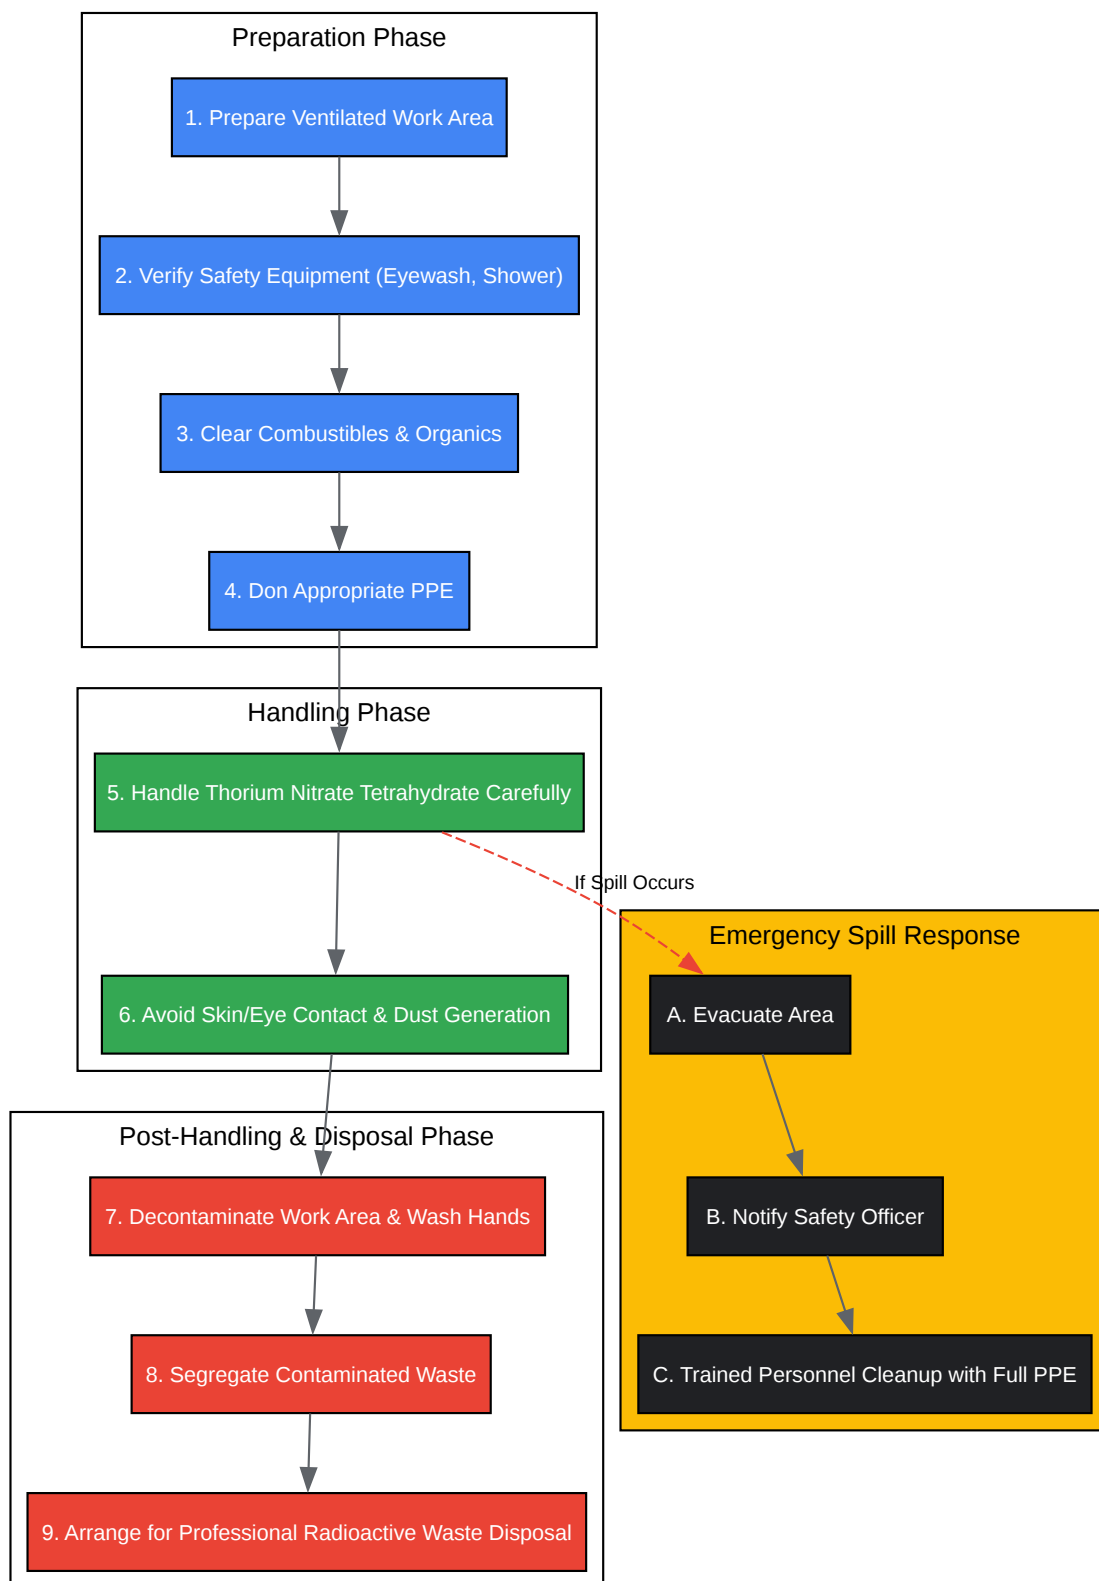 Preparation Phase
1. Prepare Ventilated Work Area
2. Verify Safety Equipment (Eyewash, Shower)
3. Clear Combustibles & Organics
4. Don Appropriate PPE
Handling Phase
5. Handle Thorium Nitrate Tetrahydrate Carefully
If Spill Occurs
6. Avoid Skin/Eye Contact & Dust Generation
Post-Handling & Disposal Phase
7. Decontaminate Work Area & Wash Hands
8. Segregate Contaminated Waste
9. Arrange for Professional Radioactive Waste Disposal
Emergency Spill Response
A. Evacuate Area
B. Notify Safety Officer
C. Trained Personnel Cleanup with Full PPE